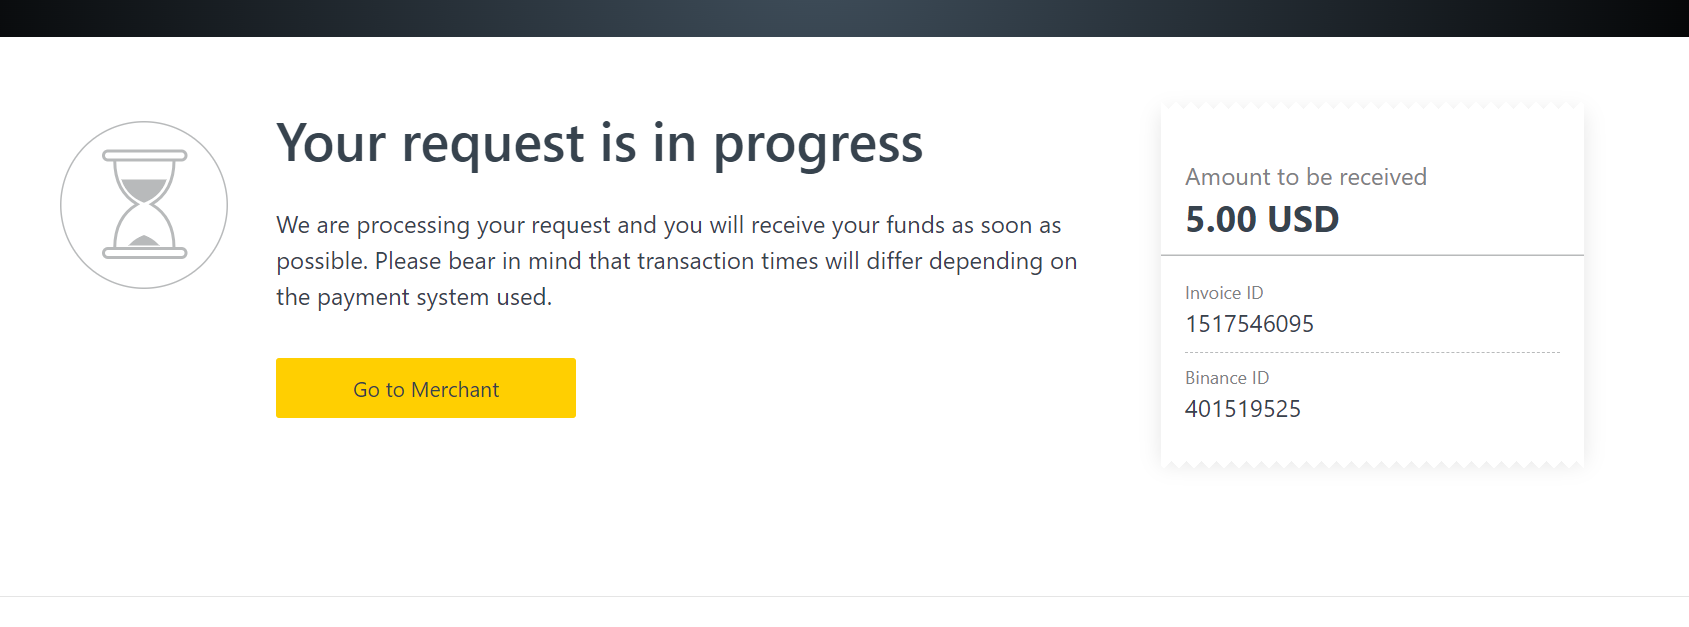 Your request is in progress
We are processing your request and you will receive your funds as soon as
possible. Please bear in mind that transaction times will differ depending on
the payment system used.
Go to Merchant
Amount to be received
5.00 USD
Invoice ID
1517546095
Binance ID
401519525